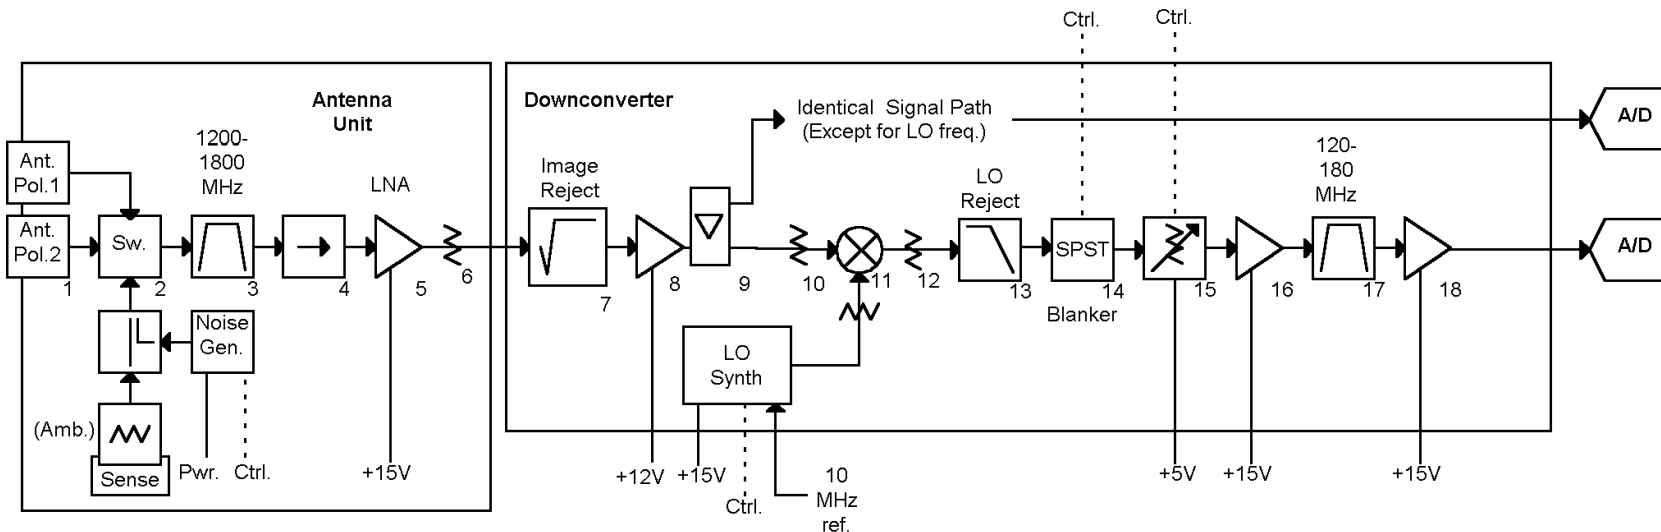 Ctrl.
Ctrl.
Antenna
Unit
Downconverter
1200-
1800
MHz
Ant.
Pol.1
LNA
Image
Reject
Identical Signal Path
(Except for LO freq.)
A/D
LO
Reject
120-
180
MHz
Ant.
Pol.2
Sw.
SPST
A/D
1
2
3
4
5
6
7
8
9
10
11
12
13
14
15
16
17
18
Blanker
Noise
Gen.
LO
Synth
(Amb.)
Sense
Pwr.
Ctrl.
+15V
+12V
+15V
Ctrl.
10
MHz
ref.
+5V
+15V
+15V